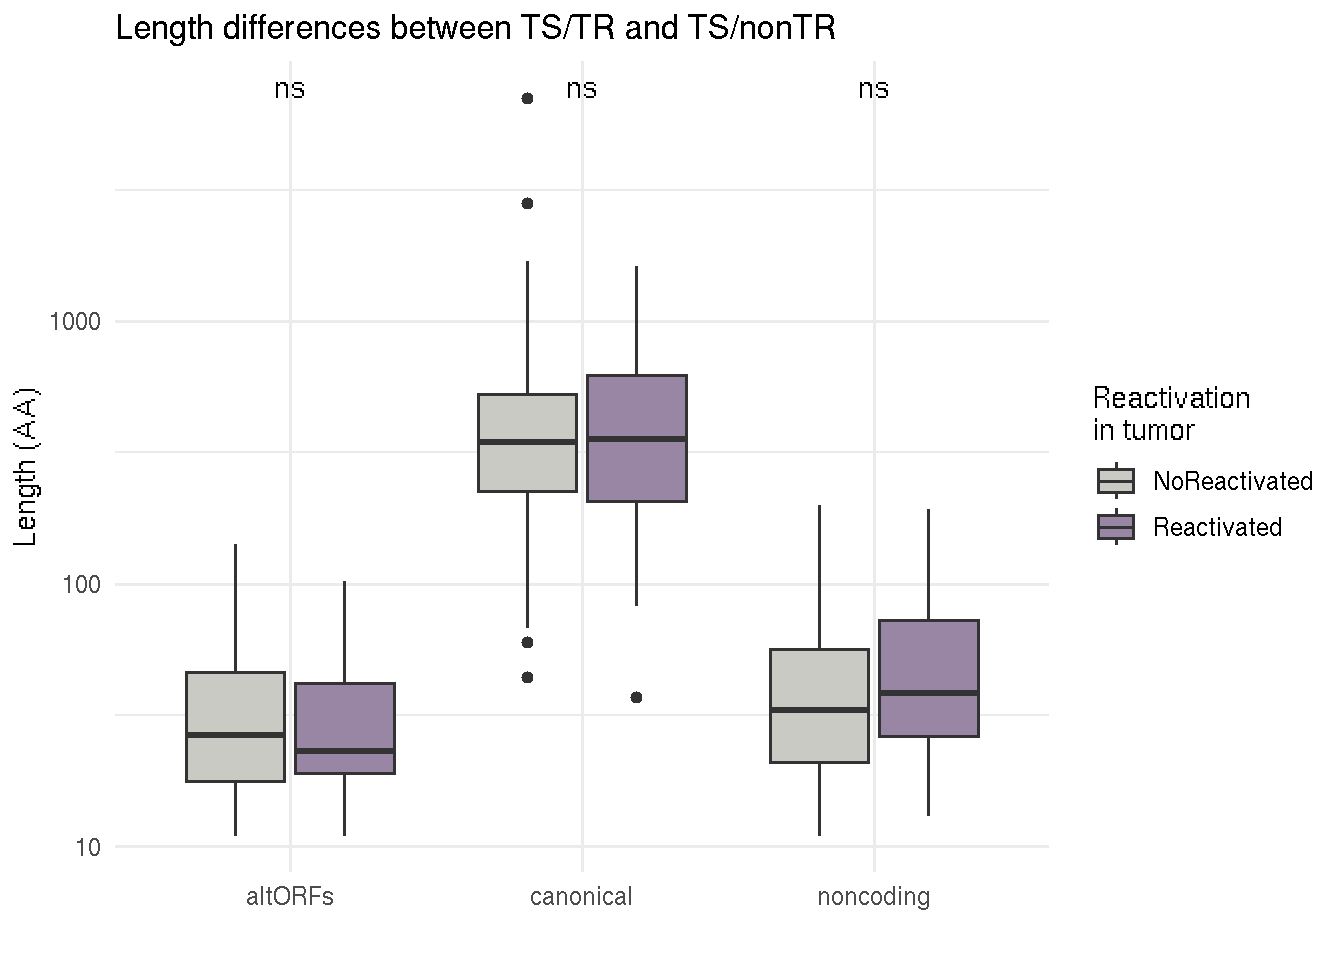 Length differences between TS/TR and TS/nonTR
ns ns ns
1000
100
10
Length (AA)
altORFs canonical noncoding
Reactivation
in tumor
NoReactivated
Reactivated